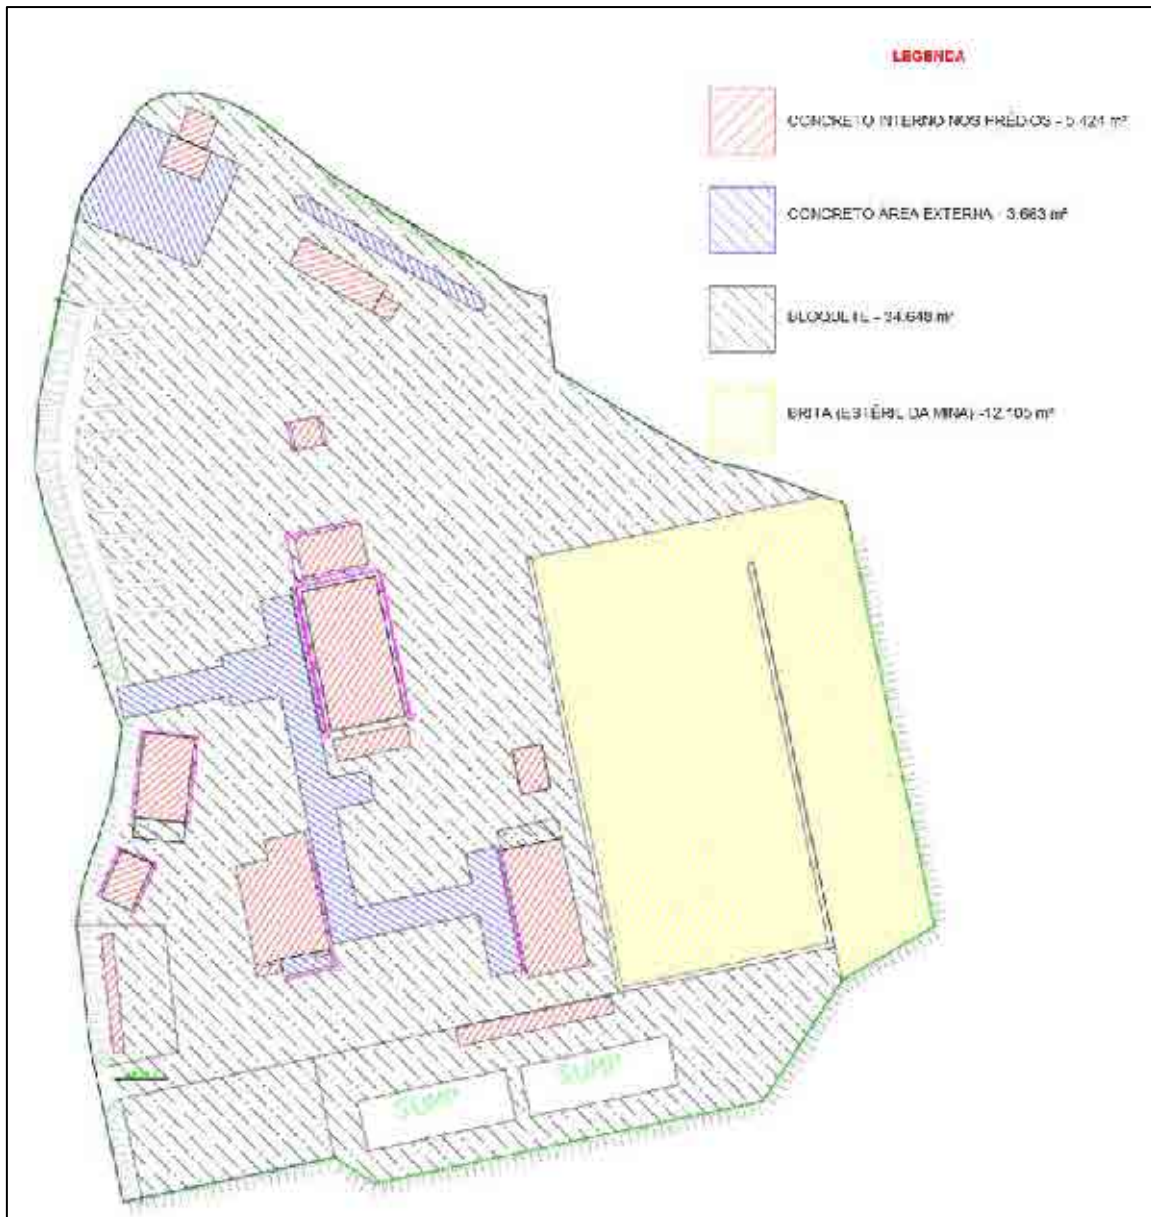 LEGENDA
CONCRETO INTERNO NOS PRÉDIOS - 5.424 m²
CONCRETO ÁREA EXTERNA - 3.663 m²
BLOQUETE - 34.648 m²
BRITA (ESTÉRIL DA MINA) -12.105 m²
SUMP
SUMP